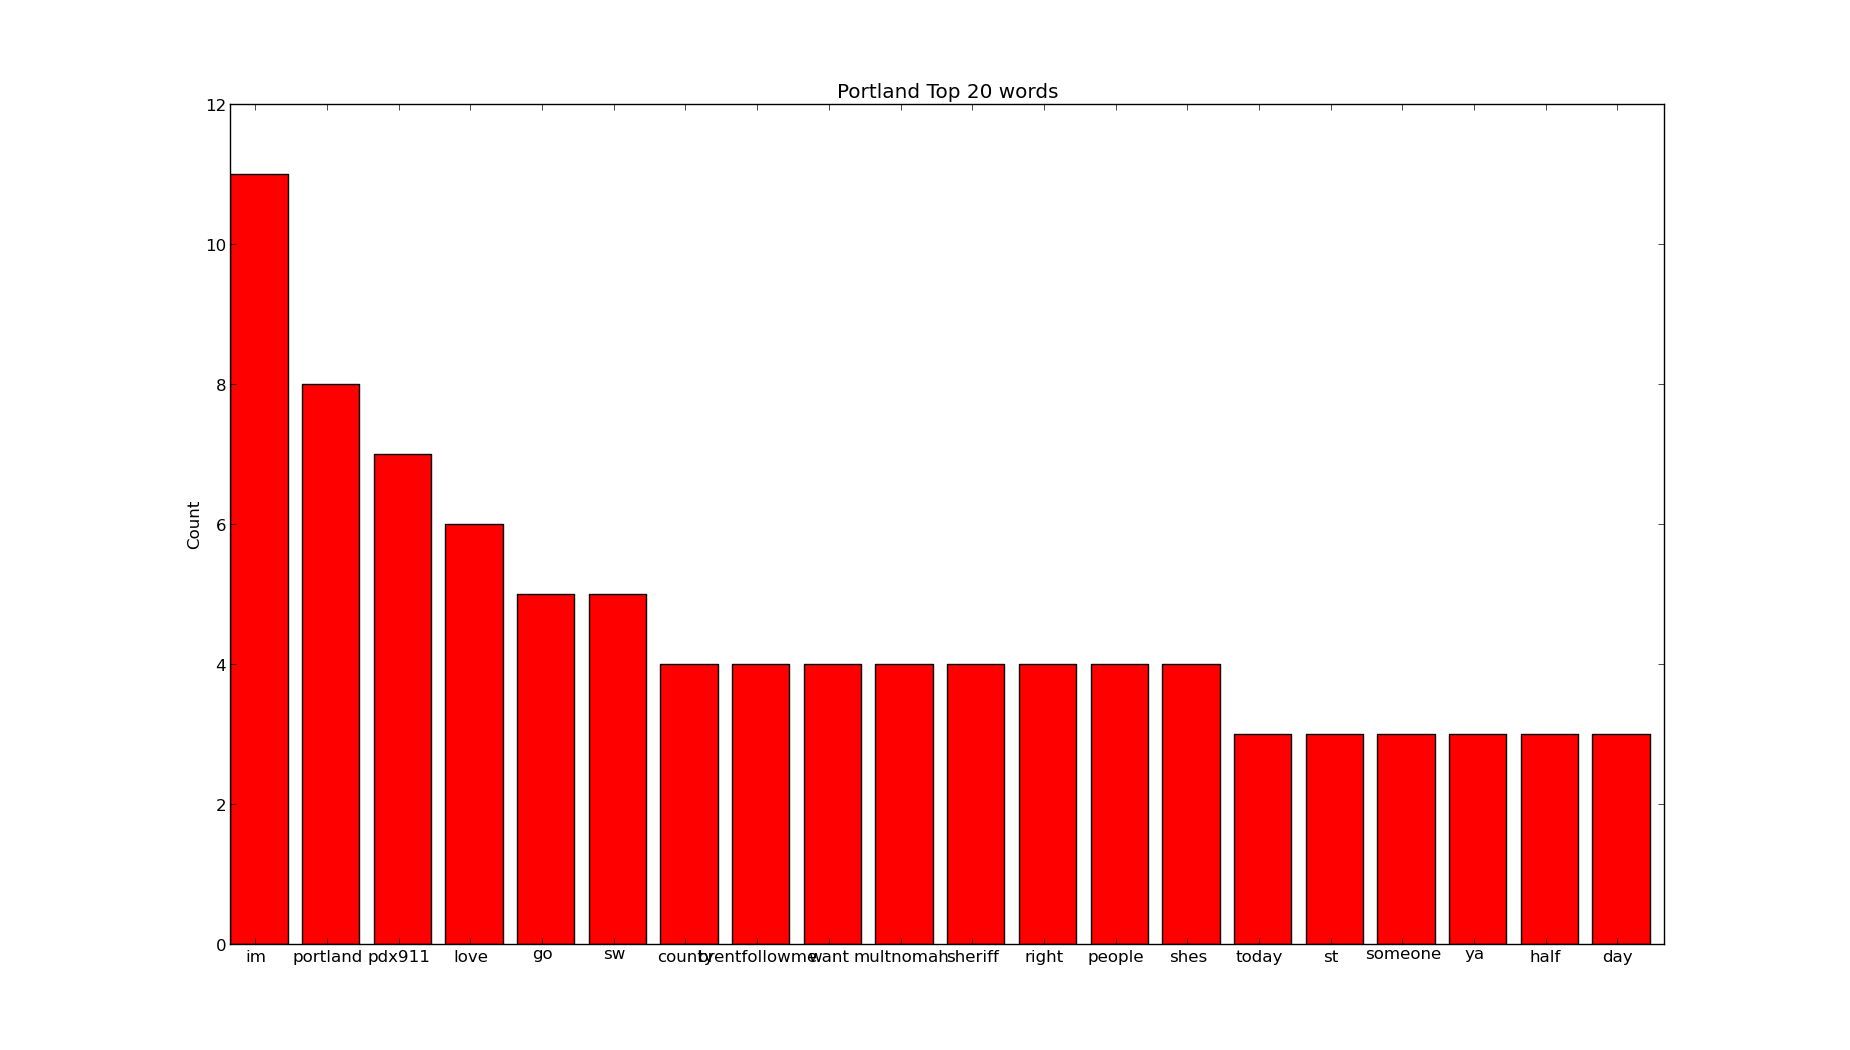 Portland Top 20 words
12
10
8
6
4
2
0
Count
im portland pdx911 love go sw county brentfollowme want multnomah sheriff right people shes today st someone ya half day